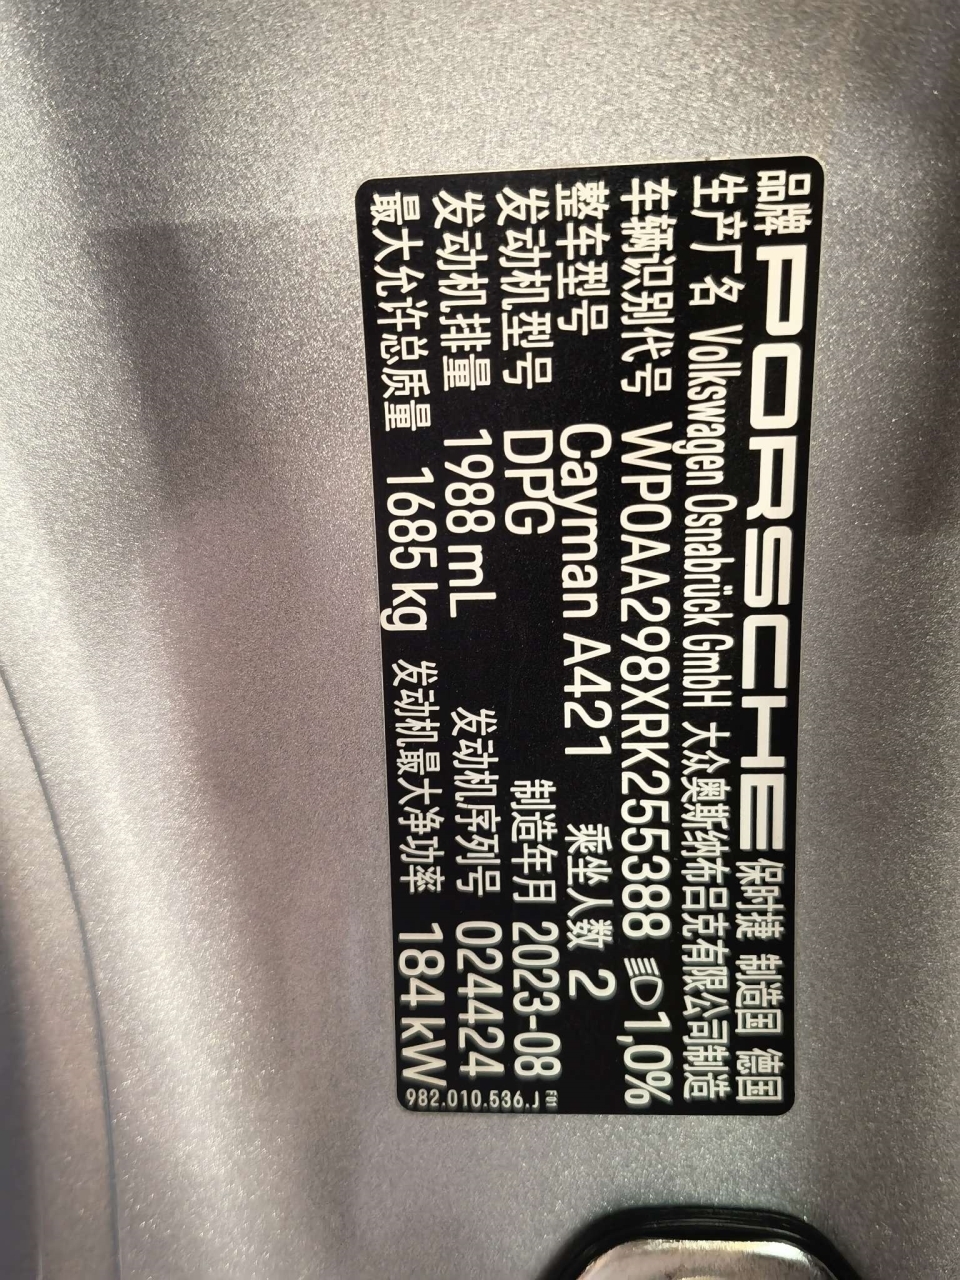 品牌 PORSCHE 保时捷 制造国 德国
生产厂名 Volkswagen Osnabrück GmbH 大众奥斯纳布吕克有限公司制造
车辆识别代号 WP0AA298XRK255388 1,0%
整车型号 Cayman A421 乘坐人数 2
发动机型号 DPG 制造年月 2023-08
发动机排量 1988 mL 发动机序列号 024424
最大允许总质量 1685 kg 发动机最大净功率 184 kW
982.010.536.J F01